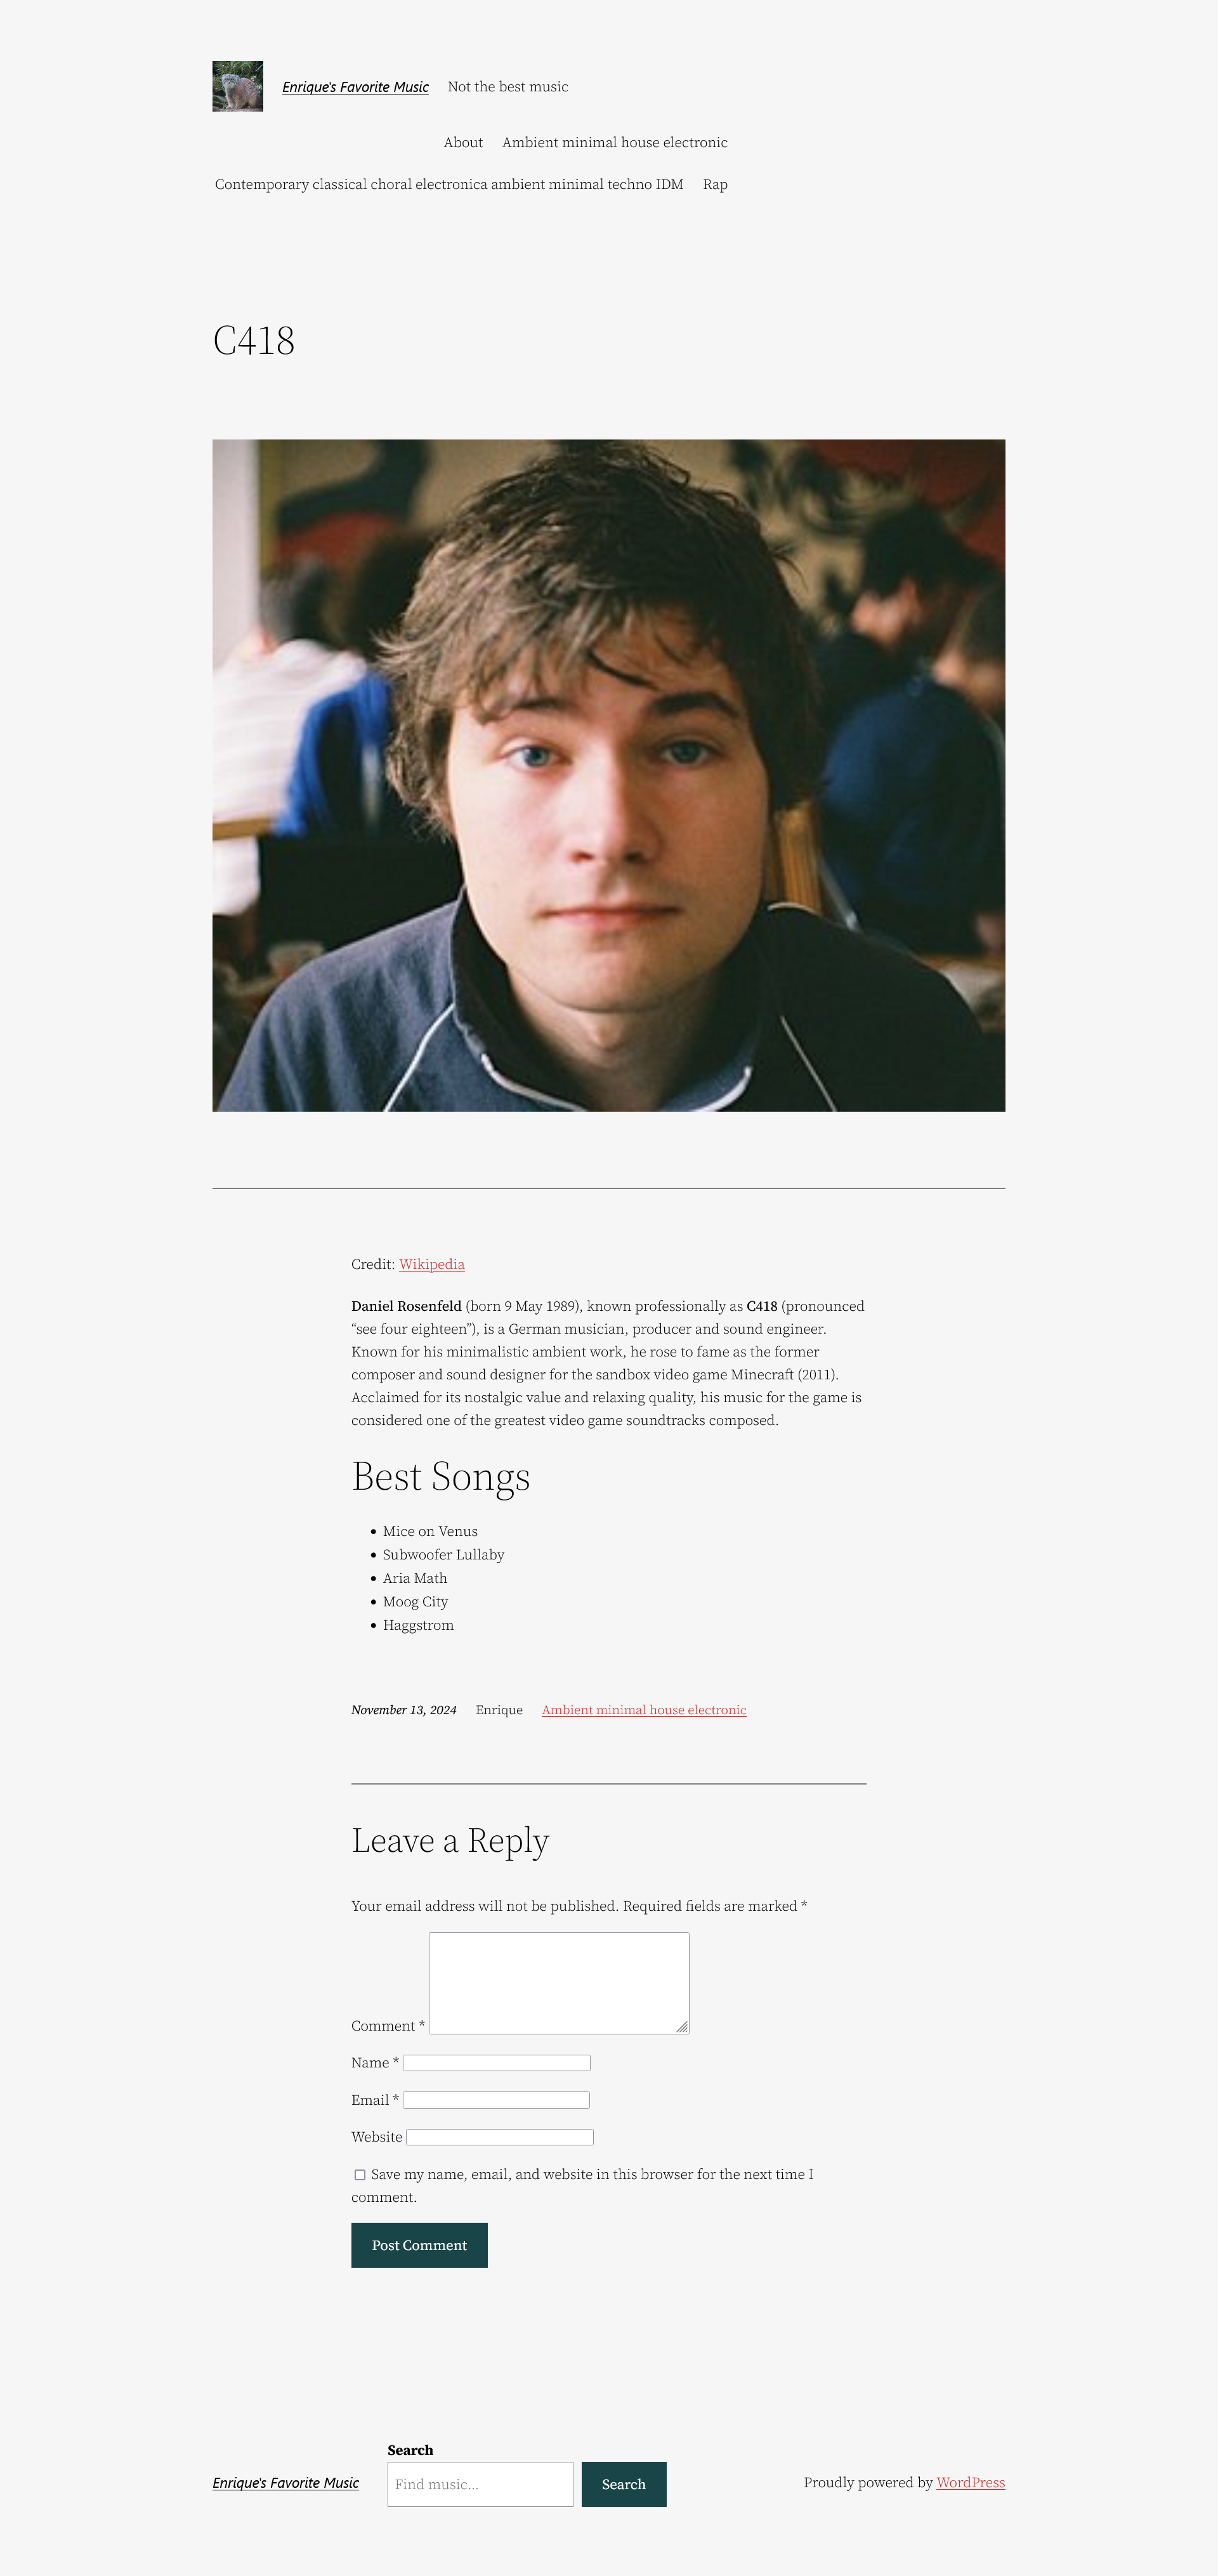 Enrique's Favorite Music Not the best music
About Ambient minimal house electronic
Contemporary classical choral electronica ambient minimal techno IDM Rap
C418
Credit: Wikipedia
Daniel Rosenfeld (born 9 May 1989), known professionally as C418 (pronounced
“see four eighteen”), is a German musician, producer and sound engineer.
Known for his minimalistic ambient work, he rose to fame as the former
composer and sound designer for the sandbox video game Minecraft (2011).
Acclaimed for its nostalgic value and relaxing quality, his music for the game is
considered one of the greatest video game soundtracks composed.
Best Songs
• Mice on Venus
• Subwoofer Lullaby
• Aria Math
• Moog City
• Haggstrom
November 13, 2024 Enrique Ambient minimal house electronic
Leave a Reply
Your email address will not be published. Required fields are marked *
Comment *
Name *
Email *
Website
Save my name, email, and website in this browser for the next time I
comment.
Post Comment
Search
Enrique's Favorite Music Find music... Search Proudly powered by WordPress